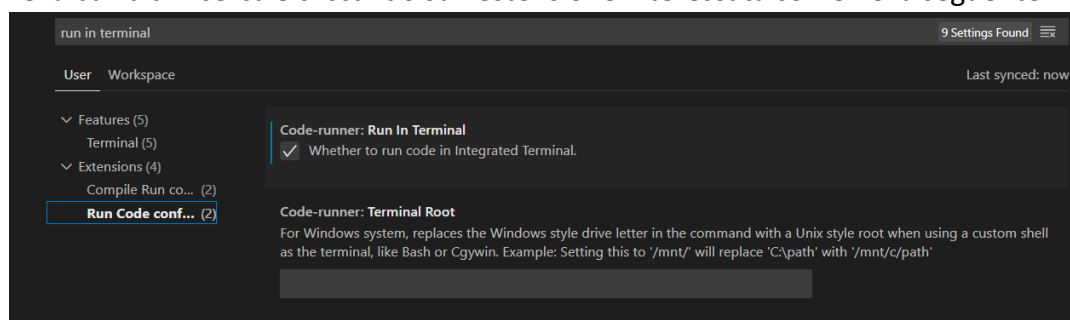 run in terminal
9 Settings Found
User Workspace
Last synced: now
Features (5)
Terminal (5)
Extensions (4)
Compile Run co... (2)
Run Code conf... (2)
Code-runner: Run In Terminal
Whether to run code in Integrated Terminal.
Code-runner: Terminal Root
For Windows system, replaces the Windows style drive letter in the command with a Unix style root when using a custom shell
as the terminal, like Bash or Cgywin. Example: Setting this to '/mnt/' will replace 'C:\path' with '/mnt/c/path'